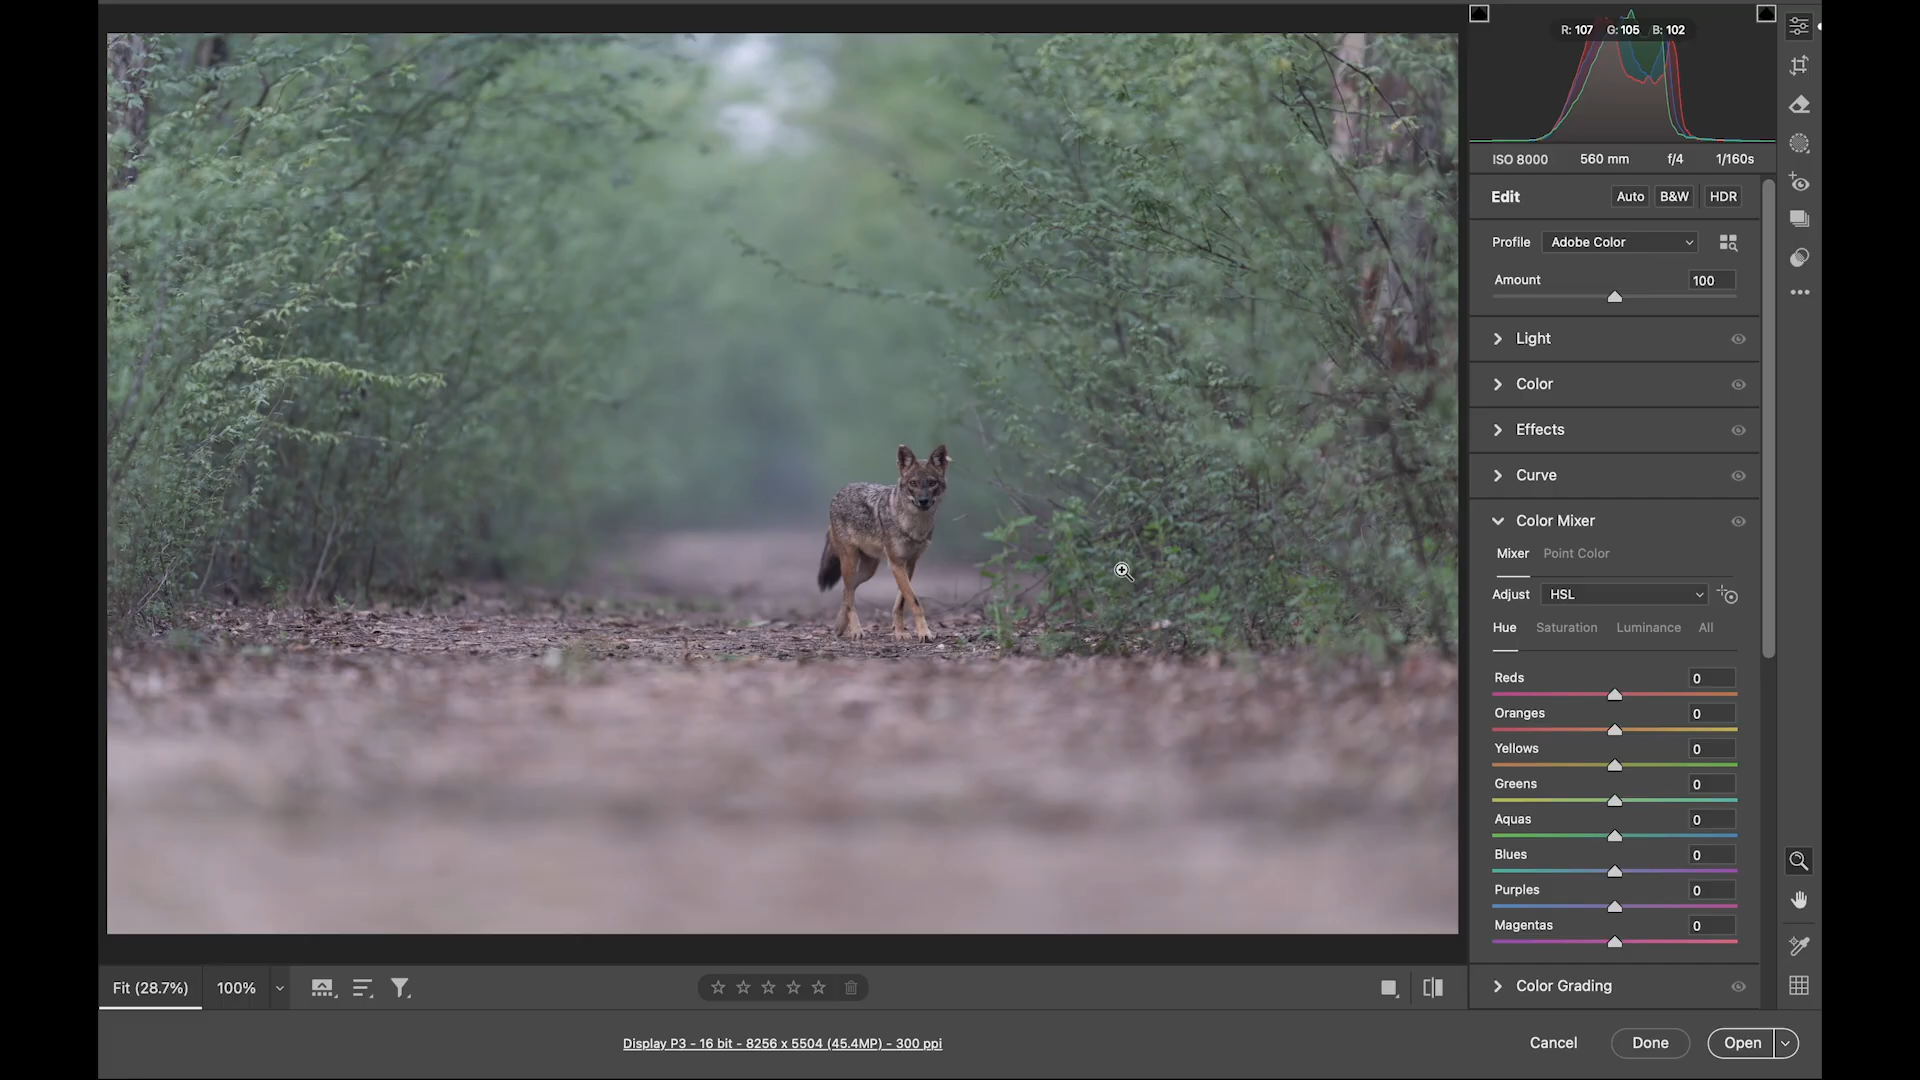 R: 107 G: 105 B: 102
ISO 8000 560 mm f/4 1/160s
Edit Auto B&W HDR
Profile Adobe Color
Amount 100
Light
Color
Effects
Curve
Color Mixer
Mixer Point Color
Adjust HSL
Hue Saturation Luminance All
Reds 0
Oranges 0
Yellows 0
Greens 0
Aquas 0
Blues 0
Purples 0
Magentas 0
Color Grading
Fit (28.7%) 100%
Display P3 - 16 bit - 8256 x 5504 (45.4MP) - 300 ppi
Cancel Done Open